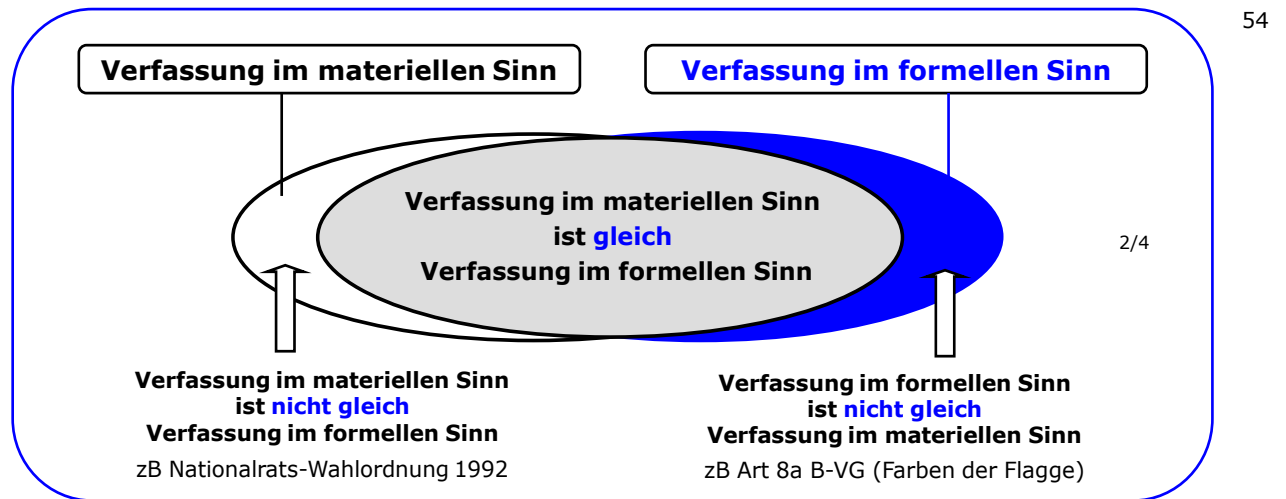 54
Verfassung im materiellen Sinn
Verfassung im formellen Sinn
Verfassung im materiellen Sinn
ist gleich
Verfassung im formellen Sinn
2/4
Verfassung im materiellen Sinn
ist nicht gleich
Verfassung im formellen Sinn
zB Nationalrats-Wahlordnung 1992
Verfassung im formellen Sinn
ist nicht gleich
Verfassung im materiellen Sinn
zB Art 8a B-VG (Farben der Flagge)